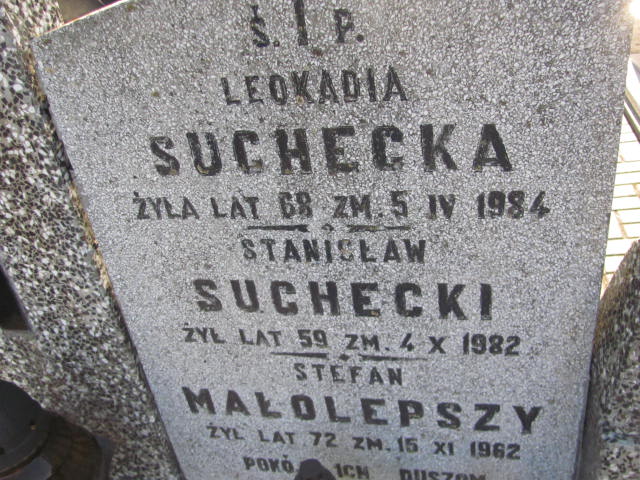 Ś. P.
LEOKADIA
SUCHECKA
ŻYŁA LAT 68 ZM. 5 IV 1984
STANISŁAW
SUCHECKI
ŻYŁ LAT 59 ZM. 4 X 1982
STEFAN
MAŁOLEPSZY
ŻYŁ LAT 72 ZM. 15 XI 1962
ICH DUSZOM